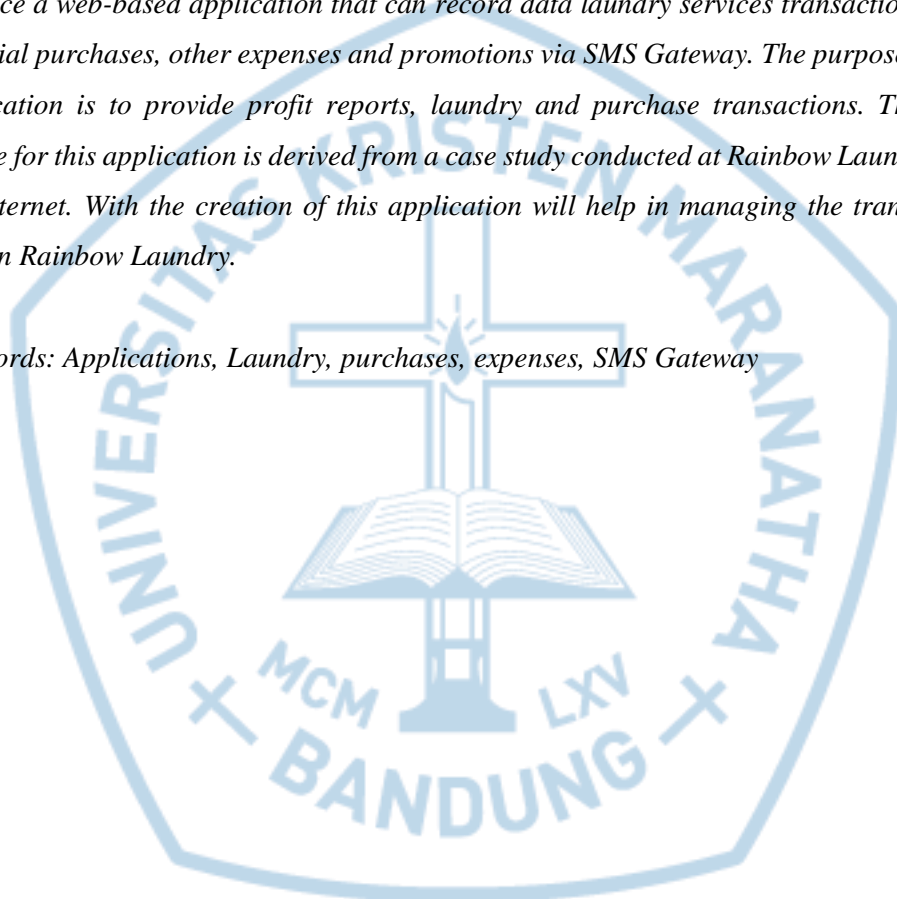 ce a web-based application that can record data laundry services transactio
ial purchases, other expenses and promotions via SMS Gateway. The purpos
cation is to provide profit reports, laundry and purchase transactions. T
e for this application is derived from a case study conducted at Rainbow Laun
ternet. With the creation of this application will help in managing the tran
n Rainbow Laundry.
ords: Applications, Laundry, purchases, expenses, SMS Gateway
UNIVERSITAS KRISTEN MARANATHA
MCM LXV
BANDUNG